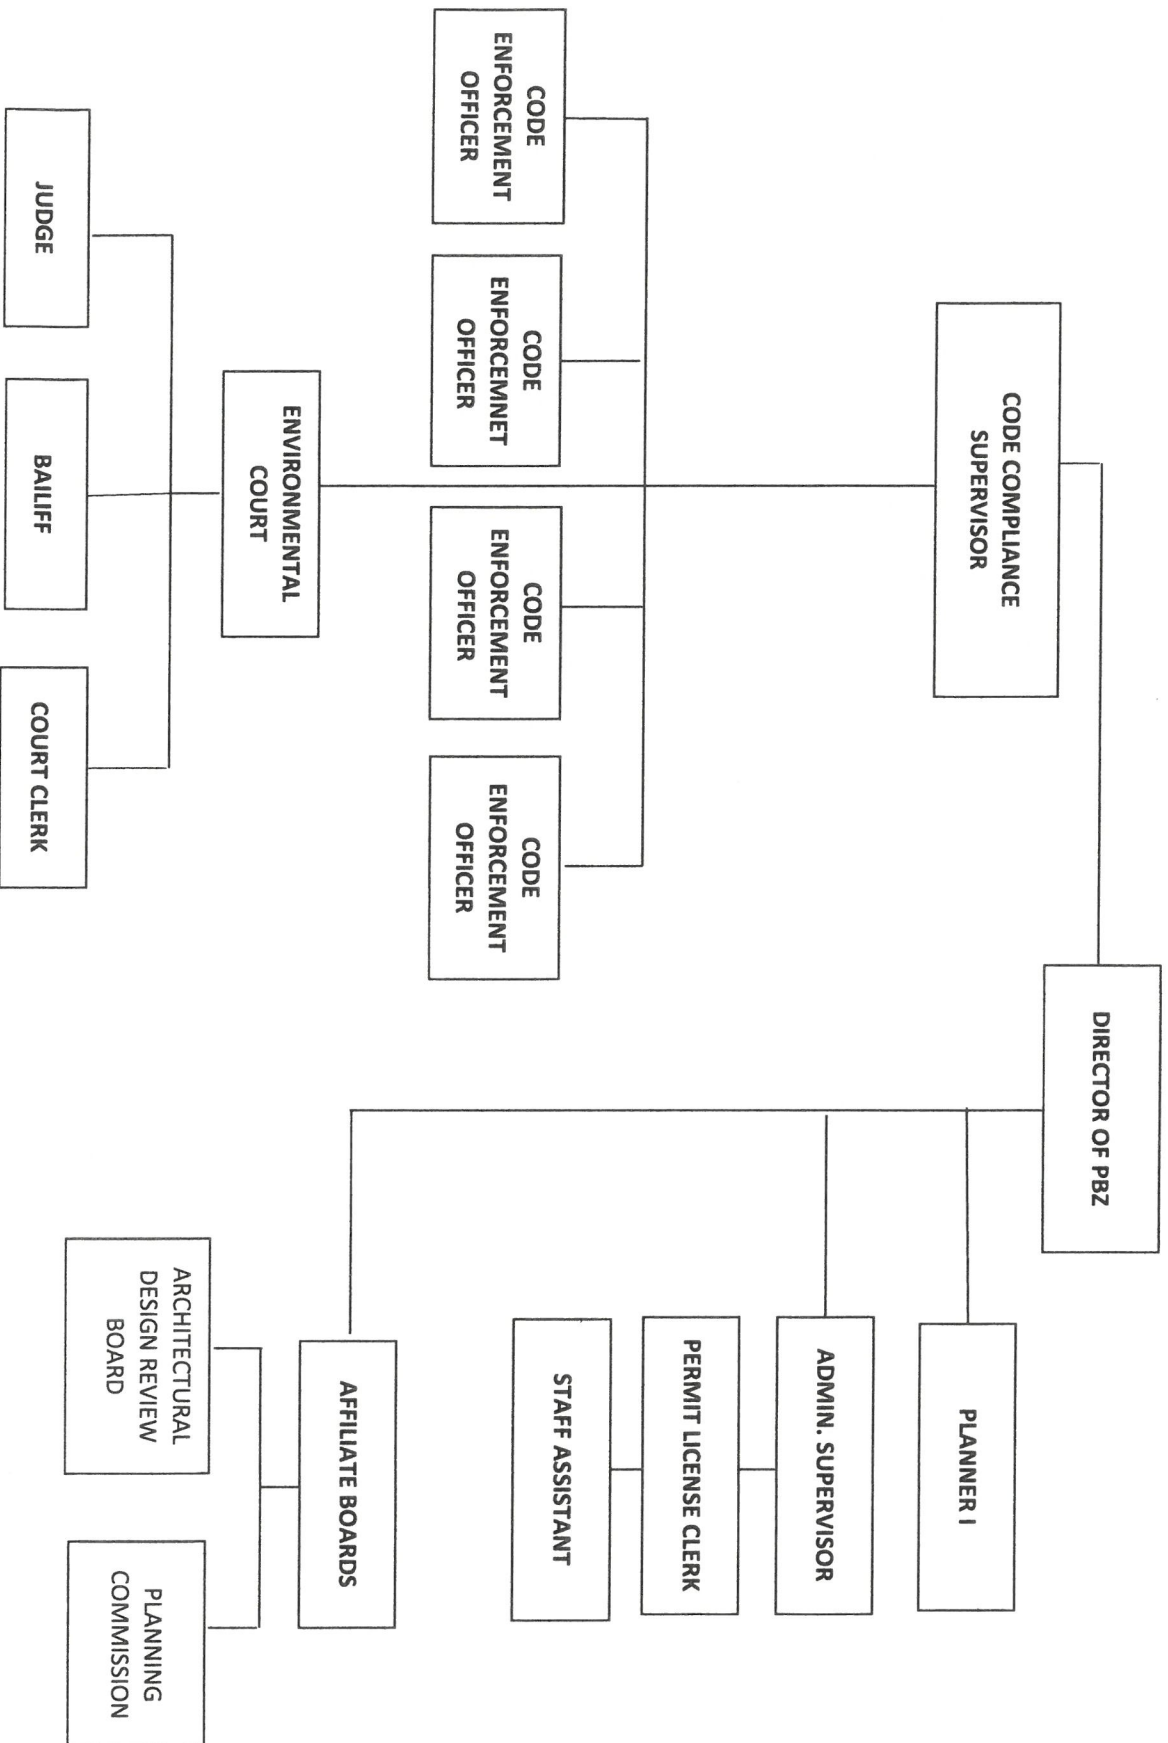 DIRECTOR OF PBZ
CODE COMPLIANCE
SUPERVISOR
PLANNER I
ADMIN. SUPERVISOR
PERMIT LICENSE CLERK
STAFF ASSISTANT
CODE
ENFORCEMENT
OFFICER
CODE
ENFORCEMNET
OFFICER
CODE
ENFORCEMENT
OFFICER
CODE
ENFORCEMENT
OFFICER
ENVIRONMENTAL
COURT
AFFILIATE BOARDS
JUDGE
BAILIFF
COURT CLERK
ARCHITECTURAL
DESIGN REVIEW
BOARD
PLANNING
COMMISSION